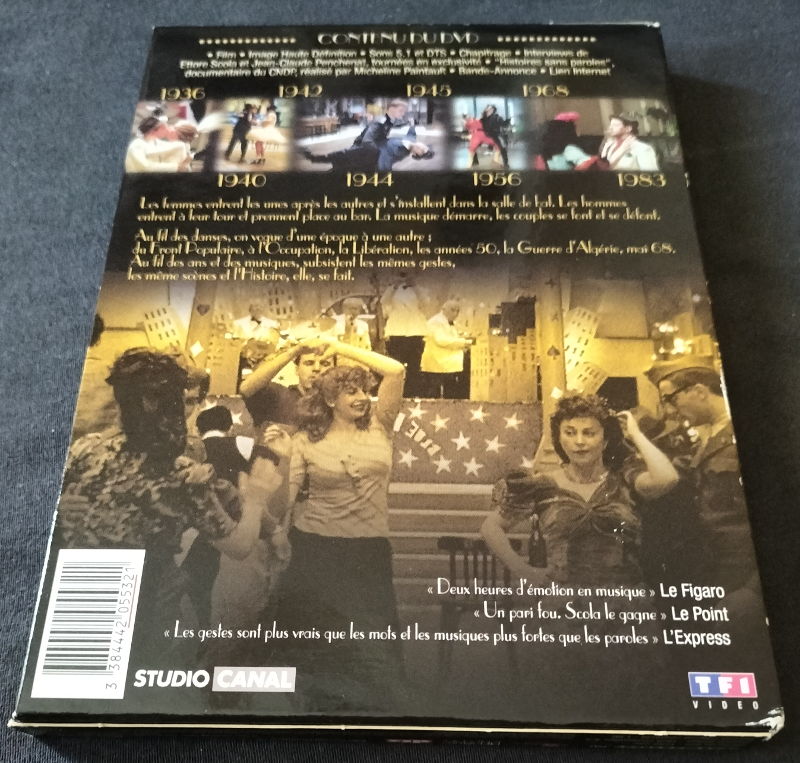 CONTENU DU DVD
• Film • Image Haute Définition • Sons 5.1 et DTS • Chapitrage • Interviews de
Ettore Scola et Jean-Claude Penchenat, tournées en exclusivité • "Histoires sans paroles",
documentaire du CNDP, réalisé par Micheline Paintault • Bande-Annonce • Lien Internet
1936 1942 1945 1968
1940 1944 1956 1983
Les femmes entrent les unes après les autres et s'installent dans la salle de bal. Les hommes
entrent à leur tour et prennent place au bar. La musique démarre, les couples se font et se défont.
Au fil des danses, on vogue d'une époque à une autre :
du Front Populaire, à l'Occupation, la Libération, les années 50, la Guerre d'Algérie, mai 68.
Au fil des ans et des musiques, subsistent les mêmes gestes,
les même scènes et l'Histoire, elle, se fait.
« Deux heures d'émotion en musique » Le Figaro
« Un pari fou, Scola le gagne » Le Point
« Les gestes sont plus vrais que les mots et les musiques plus fortes que les paroles » L'Express
3 384442 055321
STUDIO CANAL
TF1
VIDEO